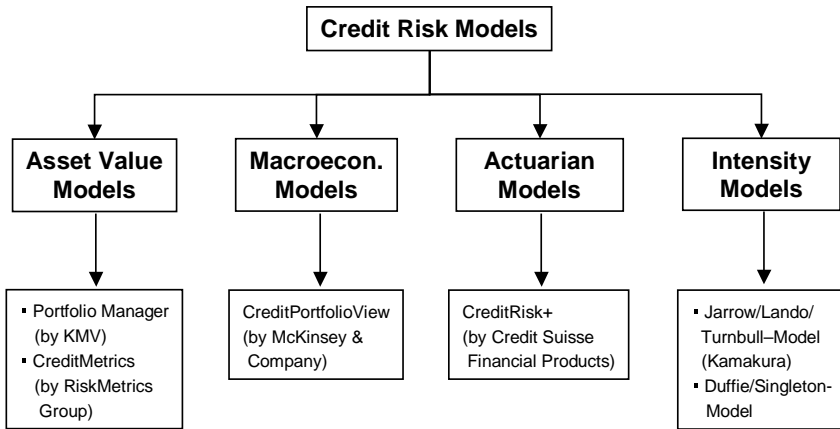 Credit Risk Models
Asset Value
Models
Macroecon.
Models
Actuarian
Models
Intensity
Models
▪ Portfolio Manager
(by KMV)
▪ CreditMetrics
(by RiskMetrics
Group)
CreditPortfolioView
(by McKinsey &
Company)
CreditRisk+
(by Credit Suisse
Financial Products)
▪ Jarrow/Lando/
Turnbull–Model
(Kamakura)
▪ Duffie/Singleton-
Model